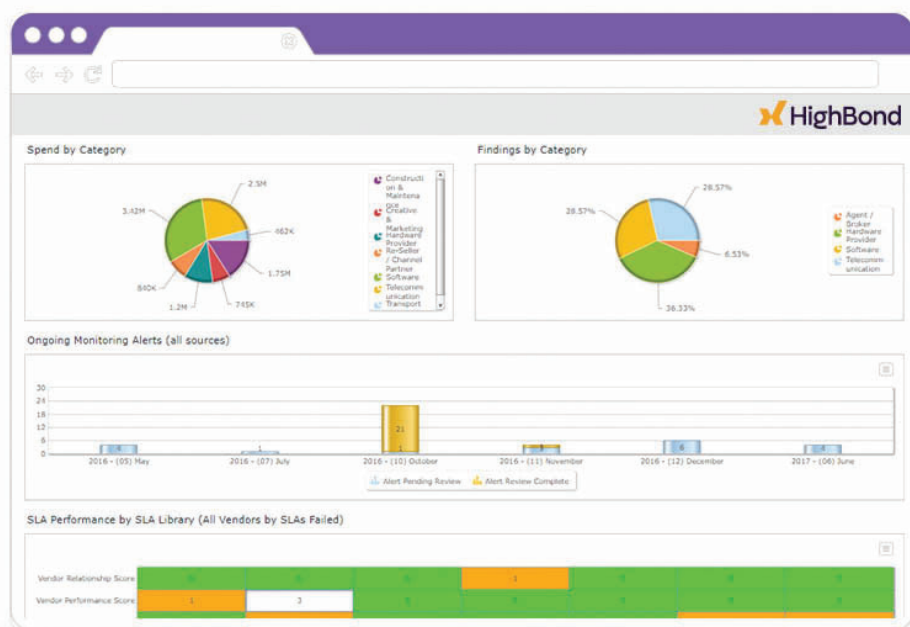 HighBond
Spend by Category
Findings by Category
2.5M
462K
1.75M
745K
1.2M
840K
3.42M
Constructi
on &
Maintena
nce
Creative
&
Marketing
Hardware
Provider
Re-Seller
/ Channel
Partner
Software
Telecomm
unication
Transport
28.57%
6.53%
36.33%
28.57%
Agent /
Broker
Hardware
Provider
Software
Telecomm
unication
Ongoing Monitoring Alerts (all sources)
30
24
18
12
6
0
4
1
21
1
6
4
2016 - (05) May
2016 - (07) July
2016 - (10) October
2016 - (11) November
2016 - (12) December
2017 - (06) June
Alert Pending Review
Alert Review Complete
SLA Performance by SLA Library (All Vendors by SLAs Failed)
Vendor Relationship Score
1
Vendor Performance Score
1
3